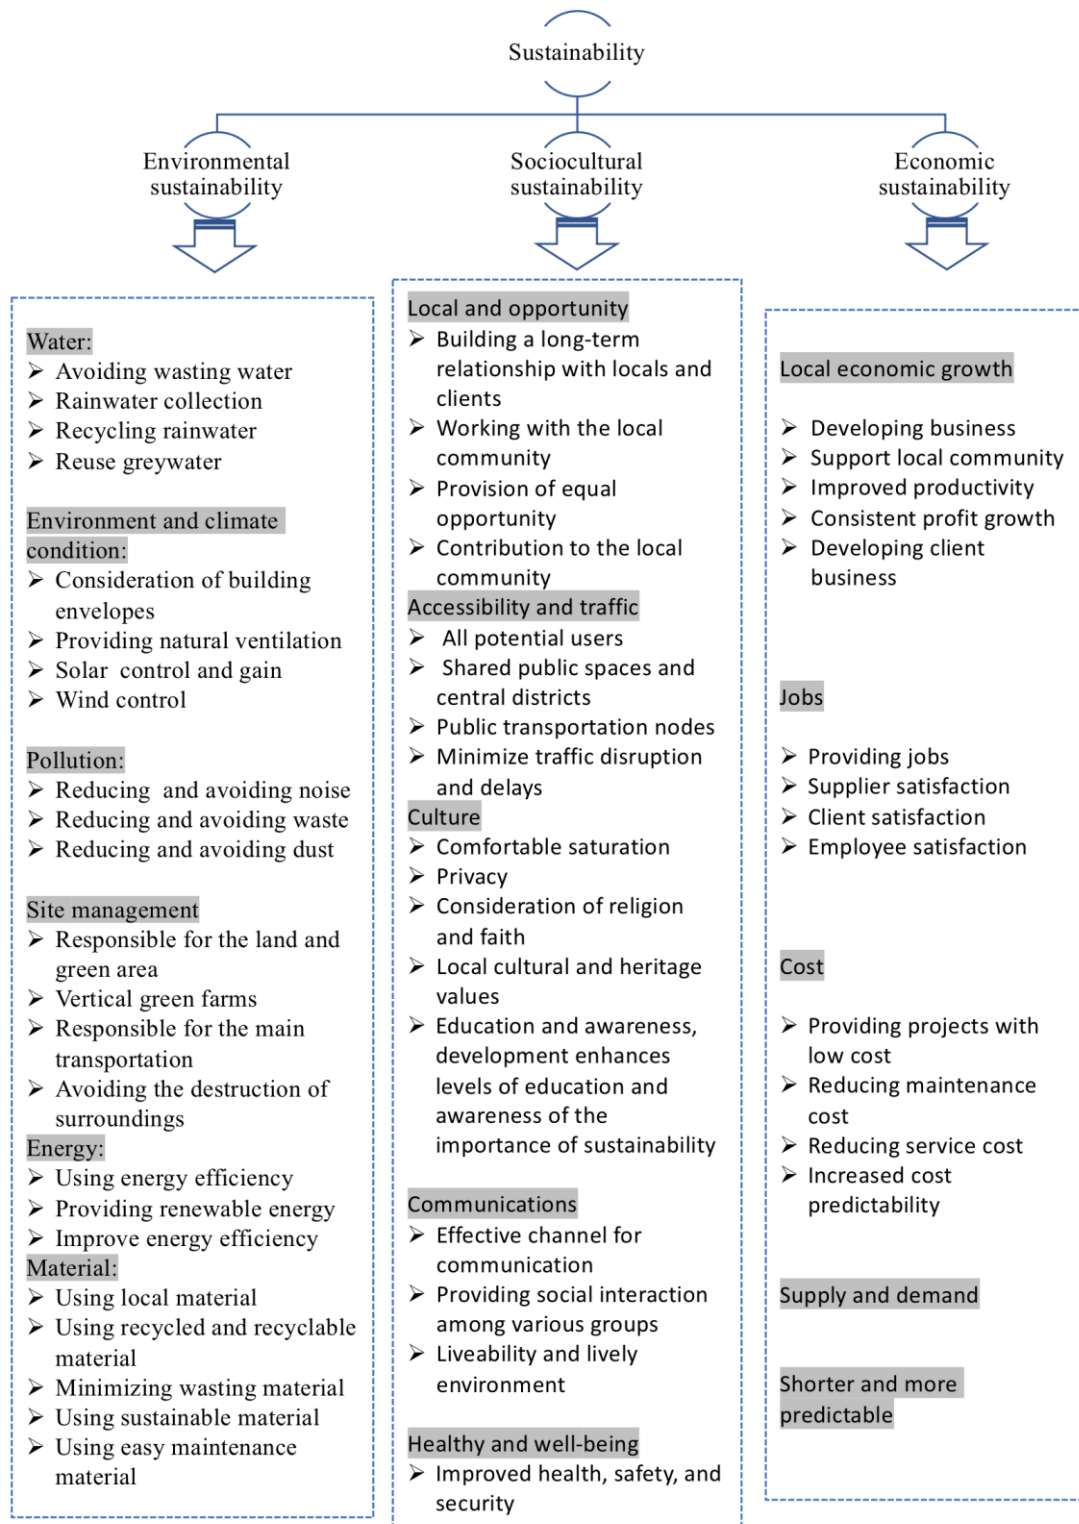 Sustainability
Environmental
sustainability
Sociocultural
sustainability
Economic
sustainability
Water:
➢ Avoiding wasting water
➢ Rainwater collection
➢ Recycling rainwater
➢ Reuse greywater
Environment and climate
condition:
➢ Consideration of building
envelopes
➢ Providing natural ventilation
➢ Solar control and gain
➢ Wind control
Pollution:
➢ Reducing and avoiding noise
➢ Reducing and avoiding waste
➢ Reducing and avoiding dust
Site management
➢ Responsible for the land and
green area
➢ Vertical green farms
➢ Responsible for the main
transportation
➢ Avoiding the destruction of
surroundings
Energy:
➢ Using energy efficiency
➢ Providing renewable energy
➢ Improve energy efficiency
Material:
➢ Using local material
➢ Using recycled and recyclable
material
➢ Minimizing wasting material
➢ Using sustainable material
➢ Using easy maintenance
material
Local and opportunity
➢ Building a long-term
relationship with locals and
clients
➢ Working with the local
community
➢ Provision of equal
opportunity
➢ Contribution to the local
community
Accessibility and traffic
➢ All potential users
➢ Shared public spaces and
central districts
➢ Public transportation nodes
➢ Minimize traffic disruption
and delays
Culture
➢ Comfortable saturation
➢ Privacy
➢ Consideration of religion
and faith
➢ Local cultural and heritage
values
➢ Education and awareness,
development enhances
levels of education and
awareness of the
importance of sustainability
Communications
➢ Effective channel for
communication
➢ Providing social interaction
among various groups
➢ Liveability and lively
environment
Healthy and well-being
➢ Improved health, safety, and
security
Local economic growth
➢ Developing business
➢ Support local community
➢ Improved productivity
➢ Consistent profit growth
➢ Developing client
business
Jobs
➢ Providing jobs
➢ Supplier satisfaction
➢ Client satisfaction
➢ Employee satisfaction
Cost
➢ Providing projects with
low cost
➢ Reducing maintenance
cost
➢ Reducing service cost
➢ Increased cost
predictability
Supply and demand
Shorter and more
predictable